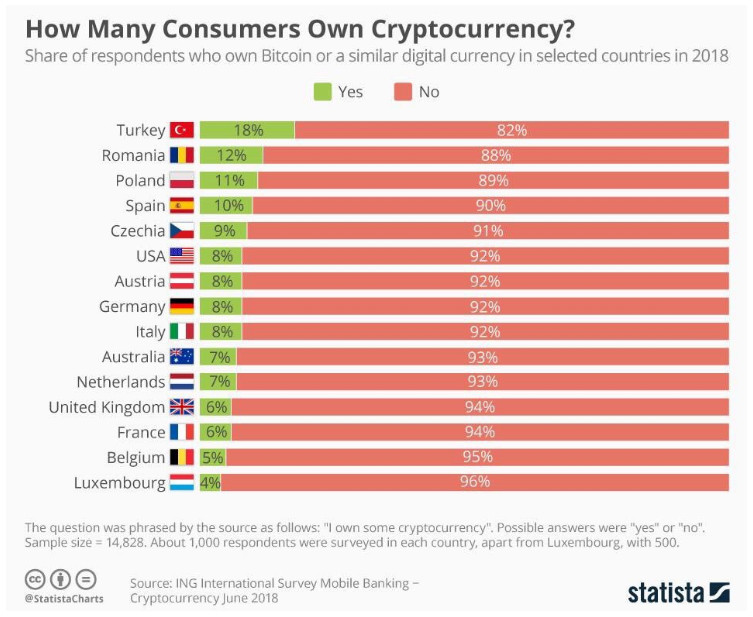 How Many Consumers Own Cryptocurrency?
Share of respondents who own Bitcoin or a similar digital currency in selected countries in 2018
Yes No
Turkey 18% 82%
Romania 12% 88%
Poland 11% 89%
Spain 10% 90%
Czechia 9% 91%
USA 8% 92%
Austria 8% 92%
Germany 8% 92%
Italy 8% 92%
Australia 7% 93%
Netherlands 7% 93%
United Kingdom 6% 94%
France 6% 94%
Belgium 5% 95%
Luxembourg 4% 96%
The question was phrased by the source as follows: "I own some cryptocurrency". Possible answers were "yes" or "no".
Sample size = 14,828. About 1,000 respondents were surveyed in each country, apart from Luxembourg, with 500.
cc
@StatistaCharts
Source: ING International Survey Mobile Banking –
Cryptocurrency June 2018
statista